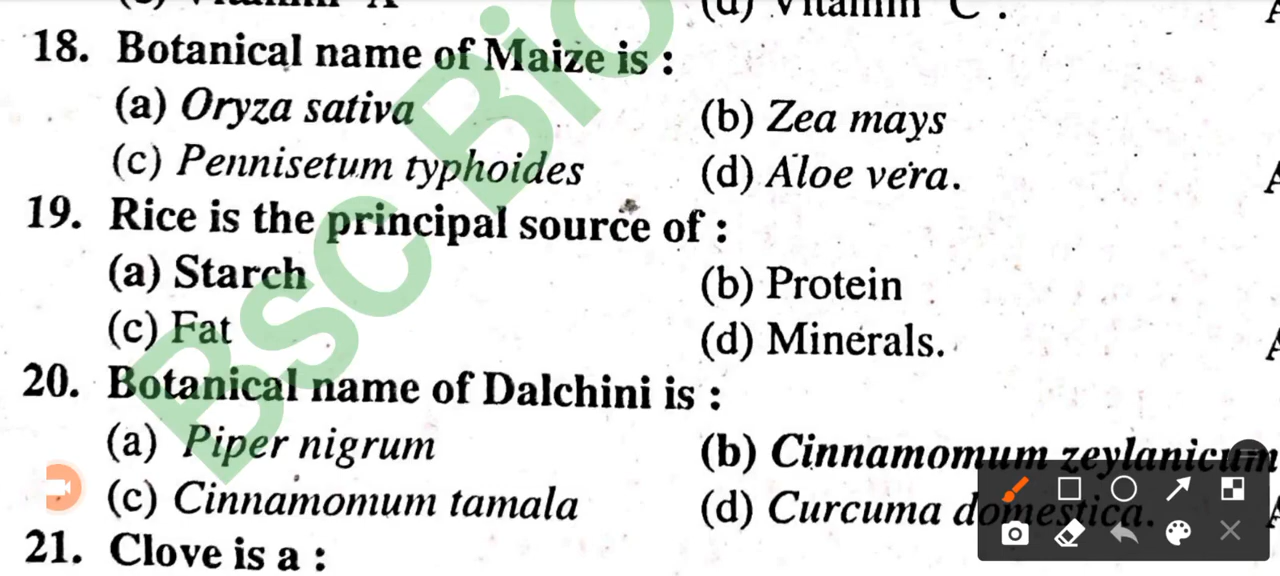 (d) Vitamin C .
18. Botanical name of Maize is :
(a) Oryza sativa (b) Zea mays
(c) Pennisetum typhoides (d) Aloe vera.
19. Rice is the principal source of :
(a) Starch (b) Protein
(c) Fat (d) Minerals.
20. Botanical name of Dalchini is :
(a) Piper nigrum (b) Cinnamomum zeylanicum
(c) Cinnamomum tamala (d) Curcuma domestica.
21. Clove is a :
BSc Bio